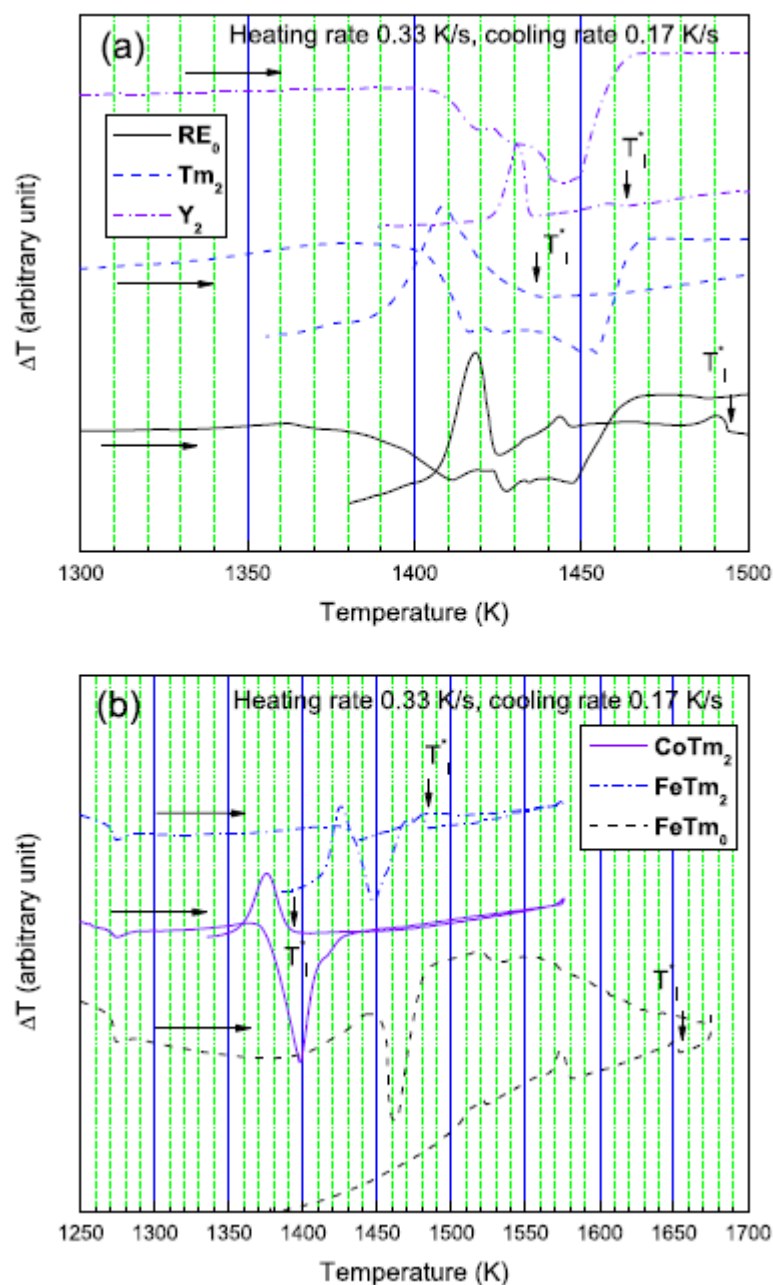 (a)
Heating rate 0.33 K/s, cooling rate 0.17 K/s
RE₀
Tm₂
Y₂
T*l
T*l
T*l
ΔT (arbitrary unit)
1300 1350 1400 1450 1500
Temperature (K)
(b)
Heating rate 0.33 K/s, cooling rate 0.17 K/s
T*l
CoTm₂
FeTm₂
FeTm₀
T*l
T*l
ΔT (arbitrary unit)
1250 1300 1350 1400 1450 1500 1550 1600 1650 1700
Temperature (K)